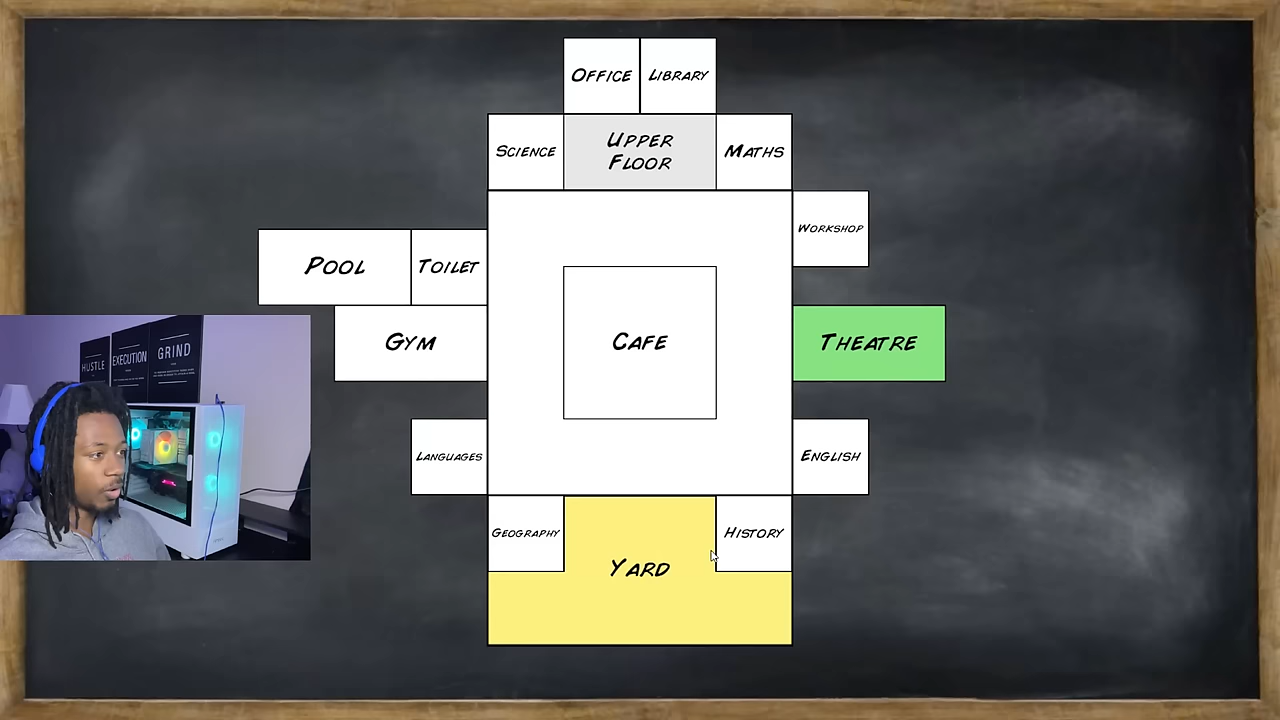 OFFICE
LIBRARY
SCIENCE
UPPER
FLOOR
MATHS
WORKSHOP
POOL
TOILET
GYM
CAFE
THEATRE
LANGUAGES
ENGLISH
GEOGRAPHY
YARD
HISTORY
HUSTLE
EXECUTION
GRIND